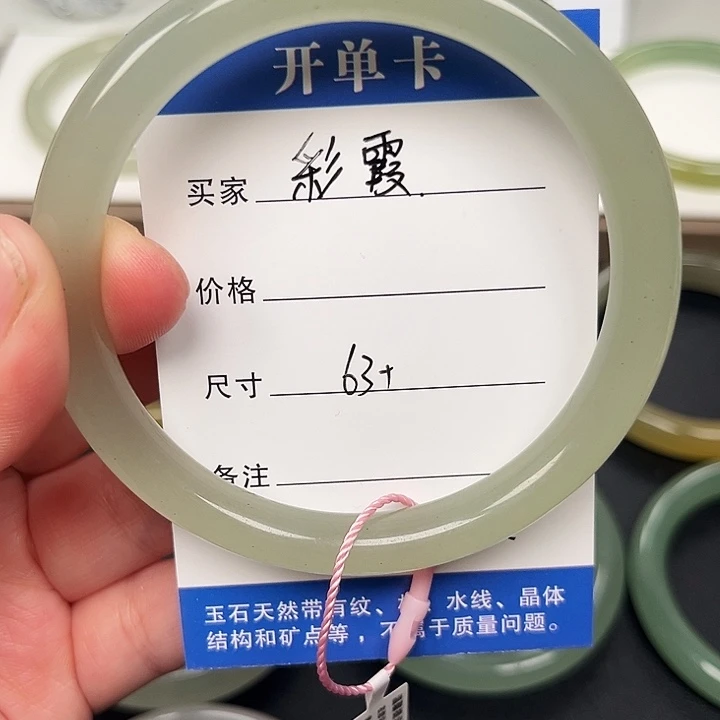 开单卡
买家 彩霞
价格
尺寸 63+
备注
玉石天然带有纹、水线、晶体
结构和矿点等，不属于质量问题。